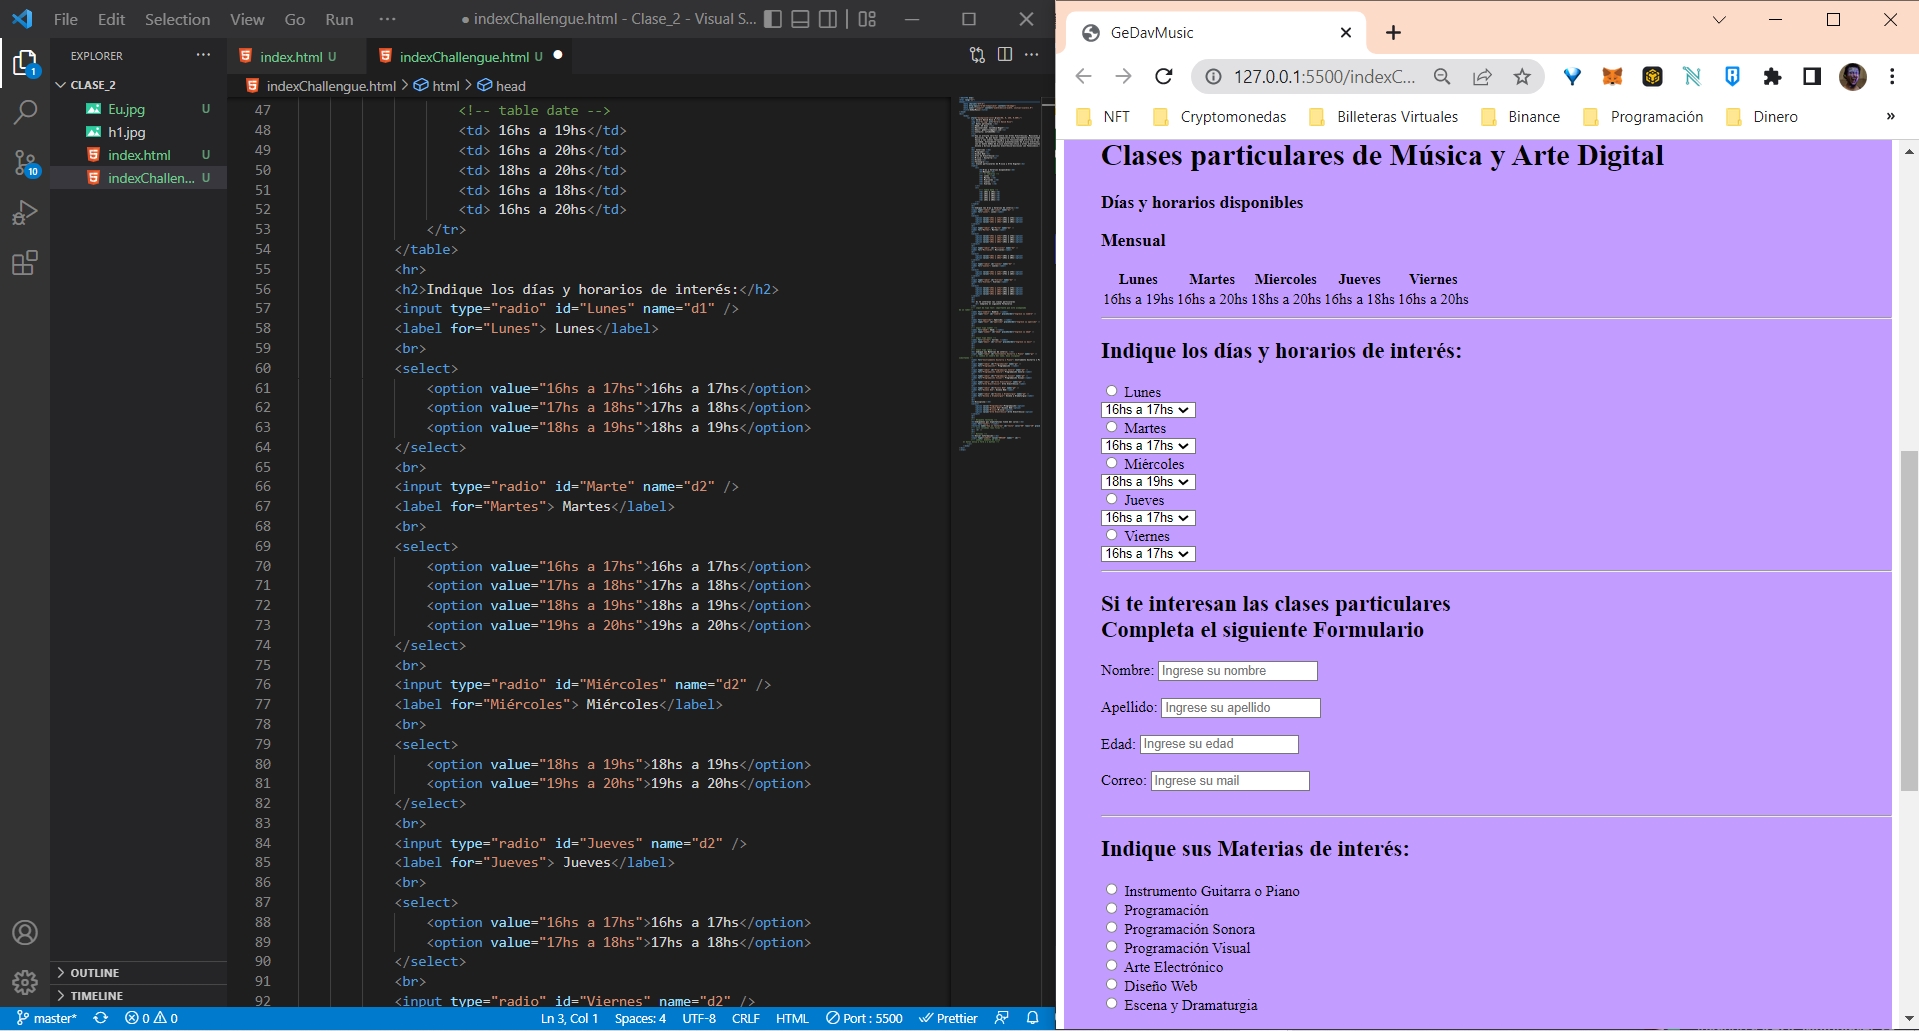 File Edit Selection View Go Run ···
● indexChallengue.html - Clase_2 - Visual S...
EXPLORER ···
CLASE_2
Eu.jpg U
h1.jpg
index.html U
indexChallen... U
OUTLINE
TIMELINE
1
10
index.html U
indexChallengue.html U ●
indexChallengue.html > html > head
47 <!-- table date -->
48 <td> 16hs a 19hs</td>
49 <td> 16hs a 20hs</td>
50 <td> 18hs a 20hs</td>
51 <td> 16hs a 18hs</td>
52 <td> 16hs a 20hs</td>
53 </tr>
54 </table>
55 <hr>
56 <h2>Indique los días y horarios de interés:</h2>
57 <input type="radio" id="Lunes" name="d1" />
58 <label for="Lunes"> Lunes</label>
59 <br>
60 <select>
61 <option value="16hs a 17hs">16hs a 17hs</option>
62 <option value="17hs a 18hs">17hs a 18hs</option>
63 <option value="18hs a 19hs">18hs a 19hs</option>
64 </select>
65 <br>
66 <input type="radio" id="Marte" name="d2" />
67 <label for="Martes"> Martes</label>
68 <br>
69 <select>
70 <option value="16hs a 17hs">16hs a 17hs</option>
71 <option value="17hs a 18hs">17hs a 18hs</option>
72 <option value="18hs a 19hs">18hs a 19hs</option>
73 <option value="19hs a 20hs">19hs a 20hs</option>
74 </select>
75 <br>
76 <input type="radio" id="Miércoles" name="d2" />
77 <label for="Miércoles"> Miércoles</label>
78 <br>
79 <select>
80 <option value="18hs a 19hs">18hs a 19hs</option>
81 <option value="19hs a 20hs">19hs a 20hs</option>
82 </select>
83 <br>
84 <input type="radio" id="Jueves" name="d2" />
85 <label for="Jueves"> Jueves</label>
86 <br>
87 <select>
88 <option value="16hs a 17hs">16hs a 17hs</option>
89 <option value="17hs a 18hs">17hs a 18hs</option>
90 </select>
91 <br>
92 <input type="radio" id="Viernes" name="d2" />
master* 0 0 Ln 3, Col 1 Spaces: 4 UTF-8 CRLF HTML Port : 5500 Prettier
GeDavMusic
127.0.0.1:5500/indexC...
NFT Cryptomonedas Billeteras Virtuales Binance Programación Dinero »
Clases particulares de Música y Arte Digital
Días y horarios disponibles
Mensual
Lunes Martes Miercoles Jueves Viernes
16hs a 19hs 16hs a 20hs 18hs a 20hs 16hs a 18hs 16hs a 20hs
Indique los días y horarios de interés:
Lunes
16hs a 17hs
Martes
16hs a 17hs
Miércoles
18hs a 19hs
Jueves
16hs a 17hs
Viernes
16hs a 17hs
Si te interesan las clases particulares
Completa el siguiente Formulario
Nombre: Ingrese su nombre
Apellido: Ingrese su apellido
Edad: Ingrese su edad
Correo: Ingrese su mail
Indique sus Materias de interés:
Instrumento Guitarra o Piano
Programación
Programación Sonora
Programación Visual
Arte Electrónico
Diseño Web
Escena y Dramaturgia